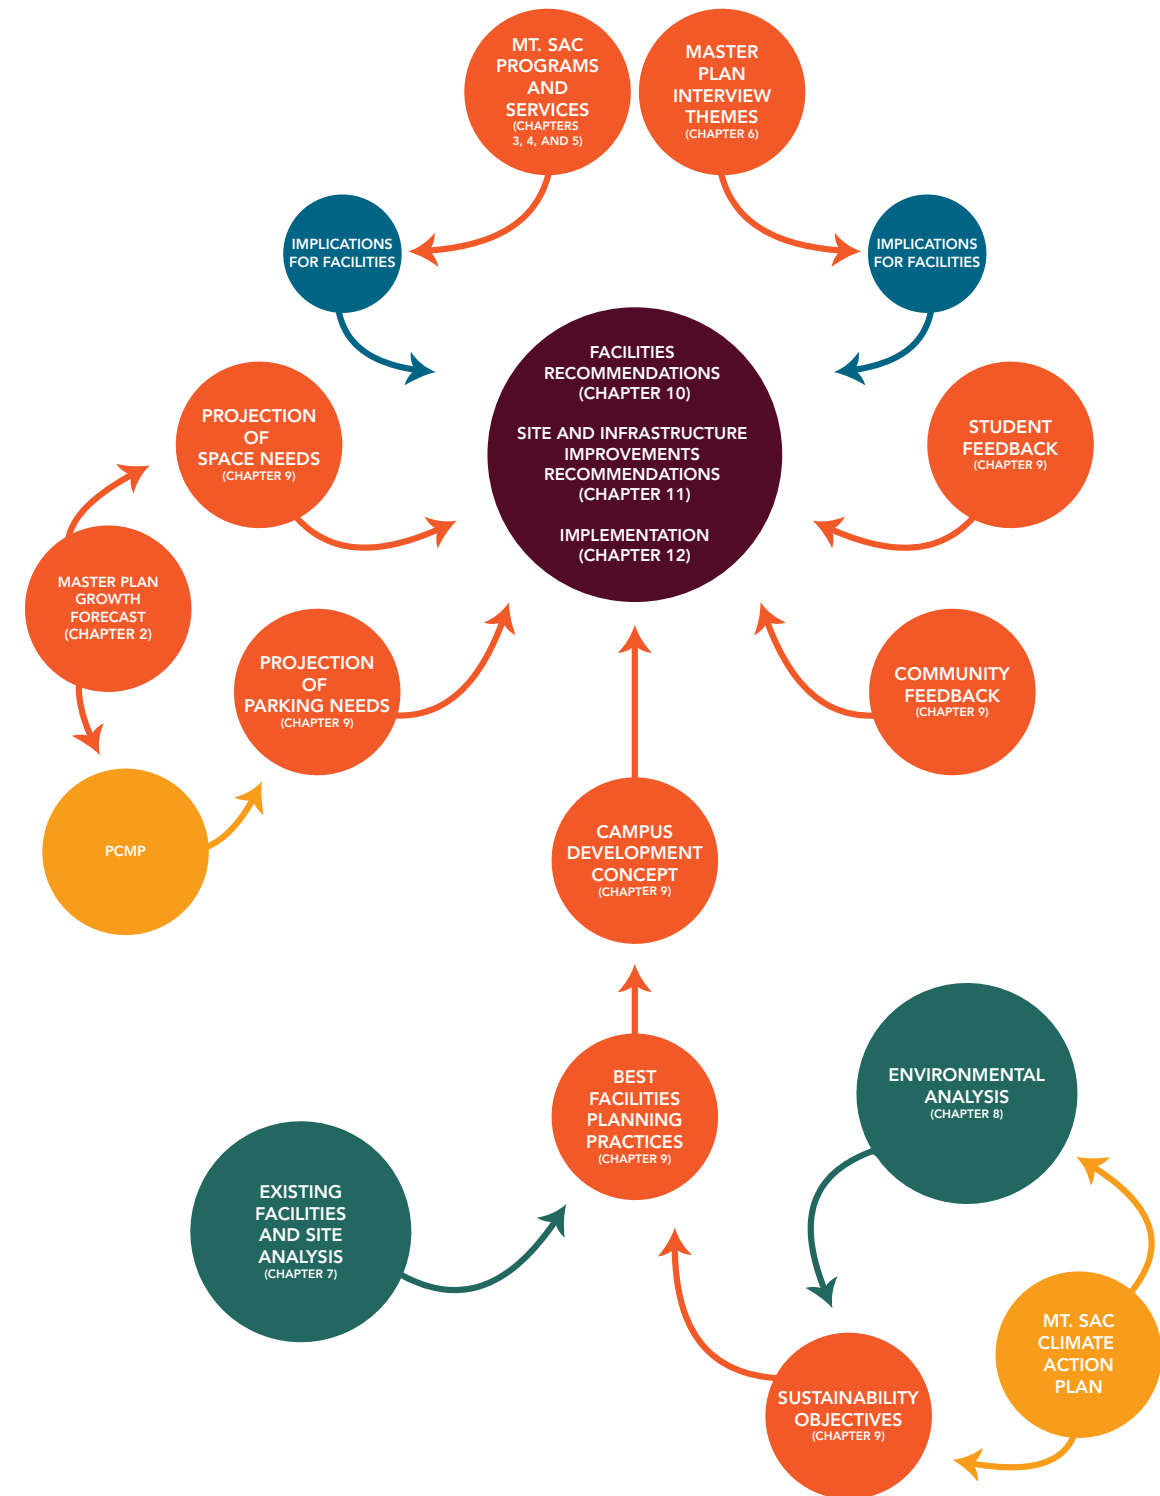 MT. SAC
PROGRAMS
AND
SERVICES
(CHAPTERS
3, 4, AND 5)
MASTER
PLAN
INTERVIEW
THEMES
(CHAPTER 6)
IMPLICATIONS
FOR FACILITIES
IMPLICATIONS
FOR FACILITIES
FACILITIES
RECOMMENDATIONS
(CHAPTER 10)
SITE AND INFRASTRUCTURE
IMPROVEMENTS
RECOMMENDATIONS
(CHAPTER 11)
IMPLEMENTATION
(CHAPTER 12)
PROJECTION
OF
SPACE NEEDS
(CHAPTER 9)
STUDENT
FEEDBACK
(CHAPTER 9)
MASTER PLAN
GROWTH
FORECAST
(CHAPTER 2)
PROJECTION
OF
PARKING NEEDS
(CHAPTER 9)
COMMUNITY
FEEDBACK
(CHAPTER 9)
PCMP
CAMPUS
DEVELOPMENT
CONCEPT
(CHAPTER 9)
BEST
FACILITIES
PLANNING
PRACTICES
(CHAPTER 9)
ENVIRONMENTAL
ANALYSIS
(CHAPTER 8)
EXISTING
FACILITIES
AND SITE
ANALYSIS
(CHAPTER 7)
MT. SAC
CLIMATE
ACTION
PLAN
SUSTAINABILITY
OBJECTIVES
(CHAPTER 9)